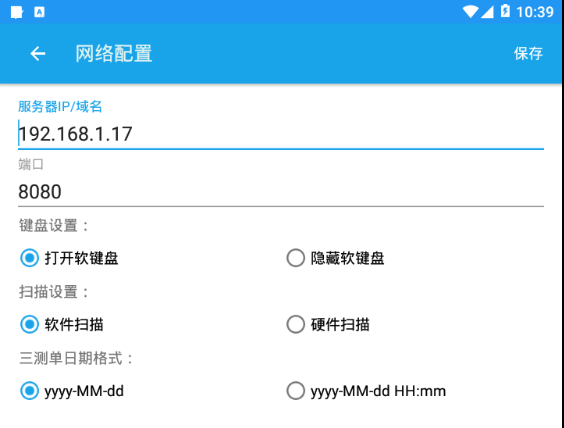 A 10:39
网络配置 保存
服务器IP/域名
192.168.1.17
端口
8080
键盘设置：
打开软键盘 隐藏软键盘
扫描设置：
软件扫描 硬件扫描
三测单日期格式：
yyyy-MM-dd yyyy-MM-dd HH:mm